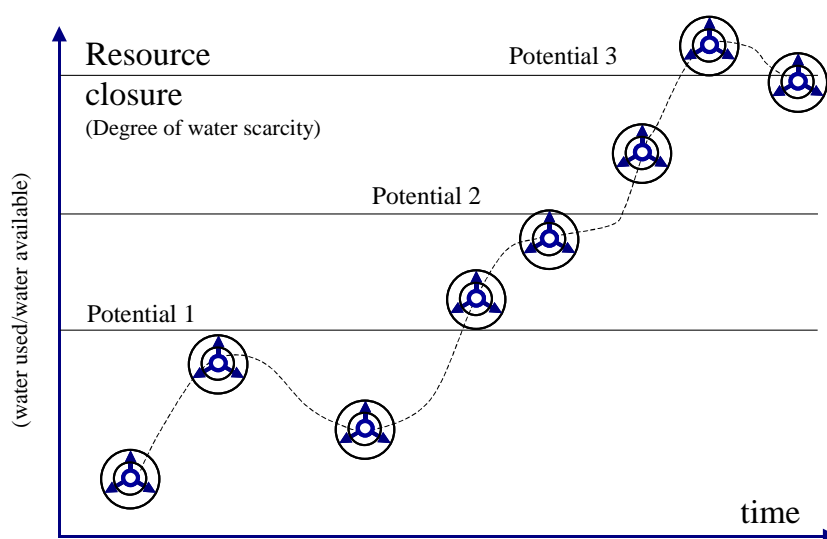 Resource
closure
(Degree of water scarcity)
Potential 3
Potential 2
Potential 1
(water used/water available)
time